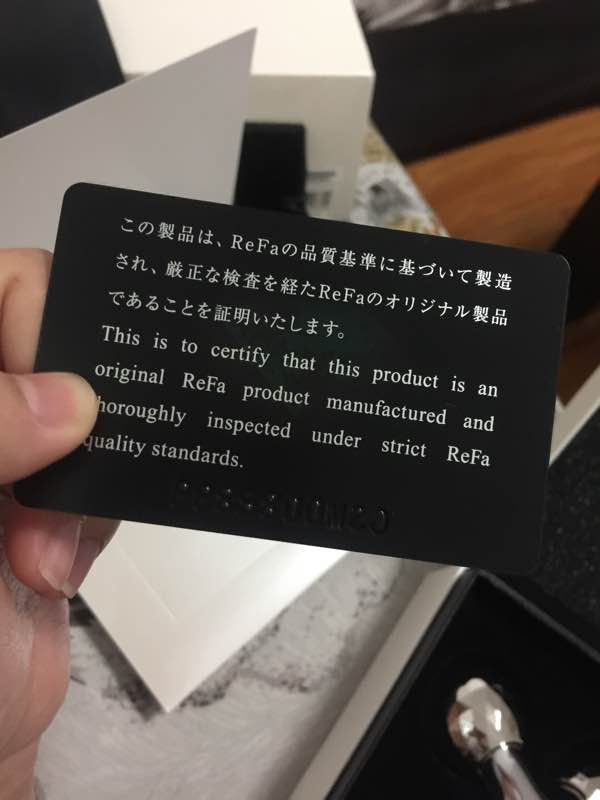 この製品は、ReFaの品質基準に基づいて製造
され、厳正な検査を経たReFaのオリジナル製品
であることを証明いたします。
This is to certify that this product is an
original ReFa product manufactured and
horoughly inspected under strict ReFa
quality standards.